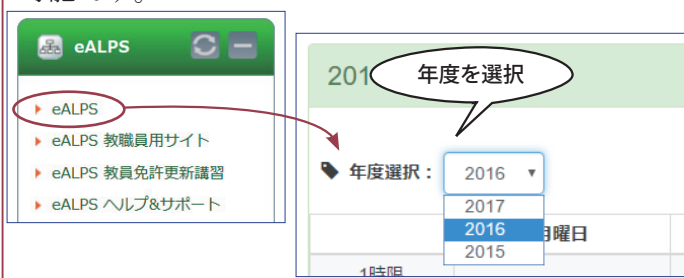 eALPS
eALPS
eALPS 教職員用サイト
eALPS 教員免許更新講習
eALPS ヘルプ&サポート
201
年度を選択
年度選択：
2016
2017
2016
2015
曜日
1時限